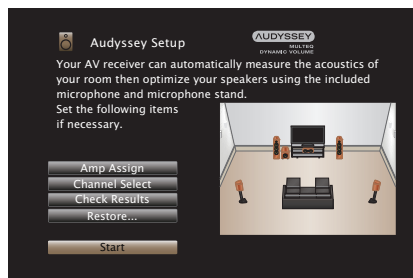 Audyssey Setup
AUDYSSEY
MULTEQ
DYNAMIC VOLUME
Your AV receiver can automatically measure the acoustics of
your room then optimize your speakers using the included
microphone and microphone stand.
Set the following items
if necessary.
Amp Assign
Channel Select
Check Results
Restore...
Start